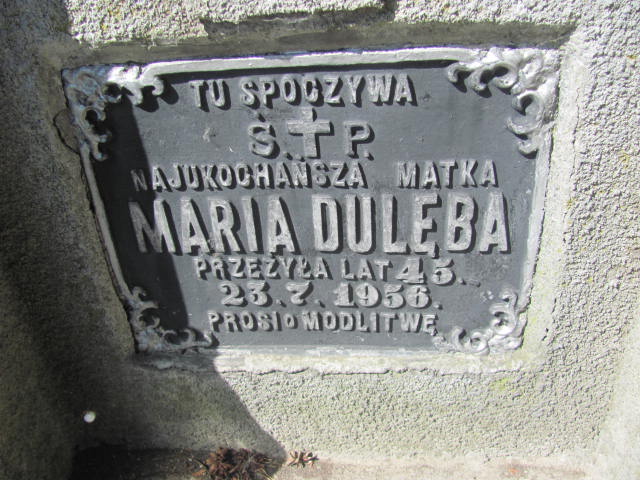 TU SPOCZYWA
Ś.✝P.
NAJUKOCHAŃSZA MATKA
MARIA DULĘBA
PRZEŻYŁA LAT 45.
23.7.1956.
PROSI O MODLITWĘ